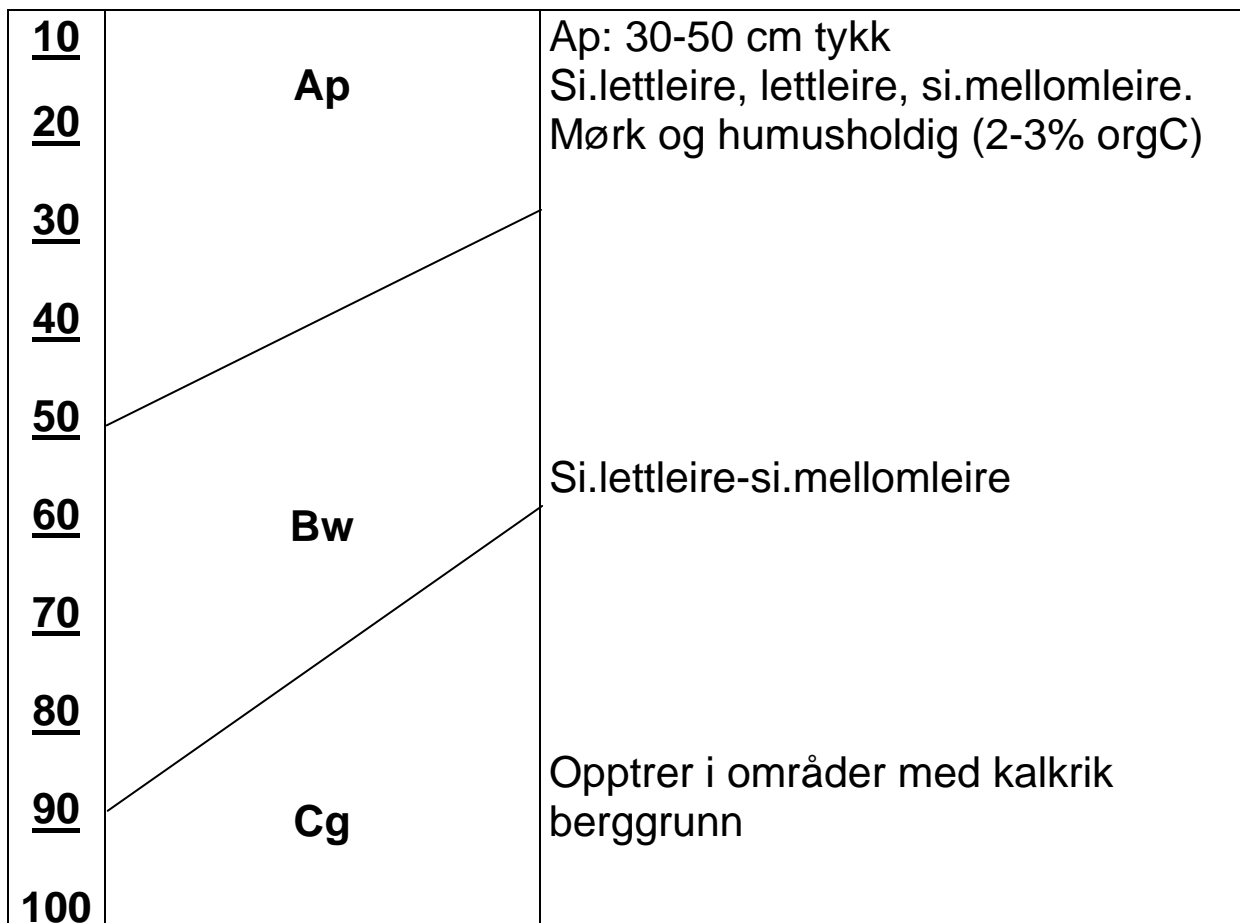 10
Ap
20
30
40
50
60
Bw
70
80
90
Cg
100
Ap: 30-50 cm tykk
Si.lettleire, lettleire, si.mellomleire.
Mørk og humusholdig (2-3% orgC)
Si.lettleire-si.mellomleire
Opptrer i områder med kalkrik
berggrunn